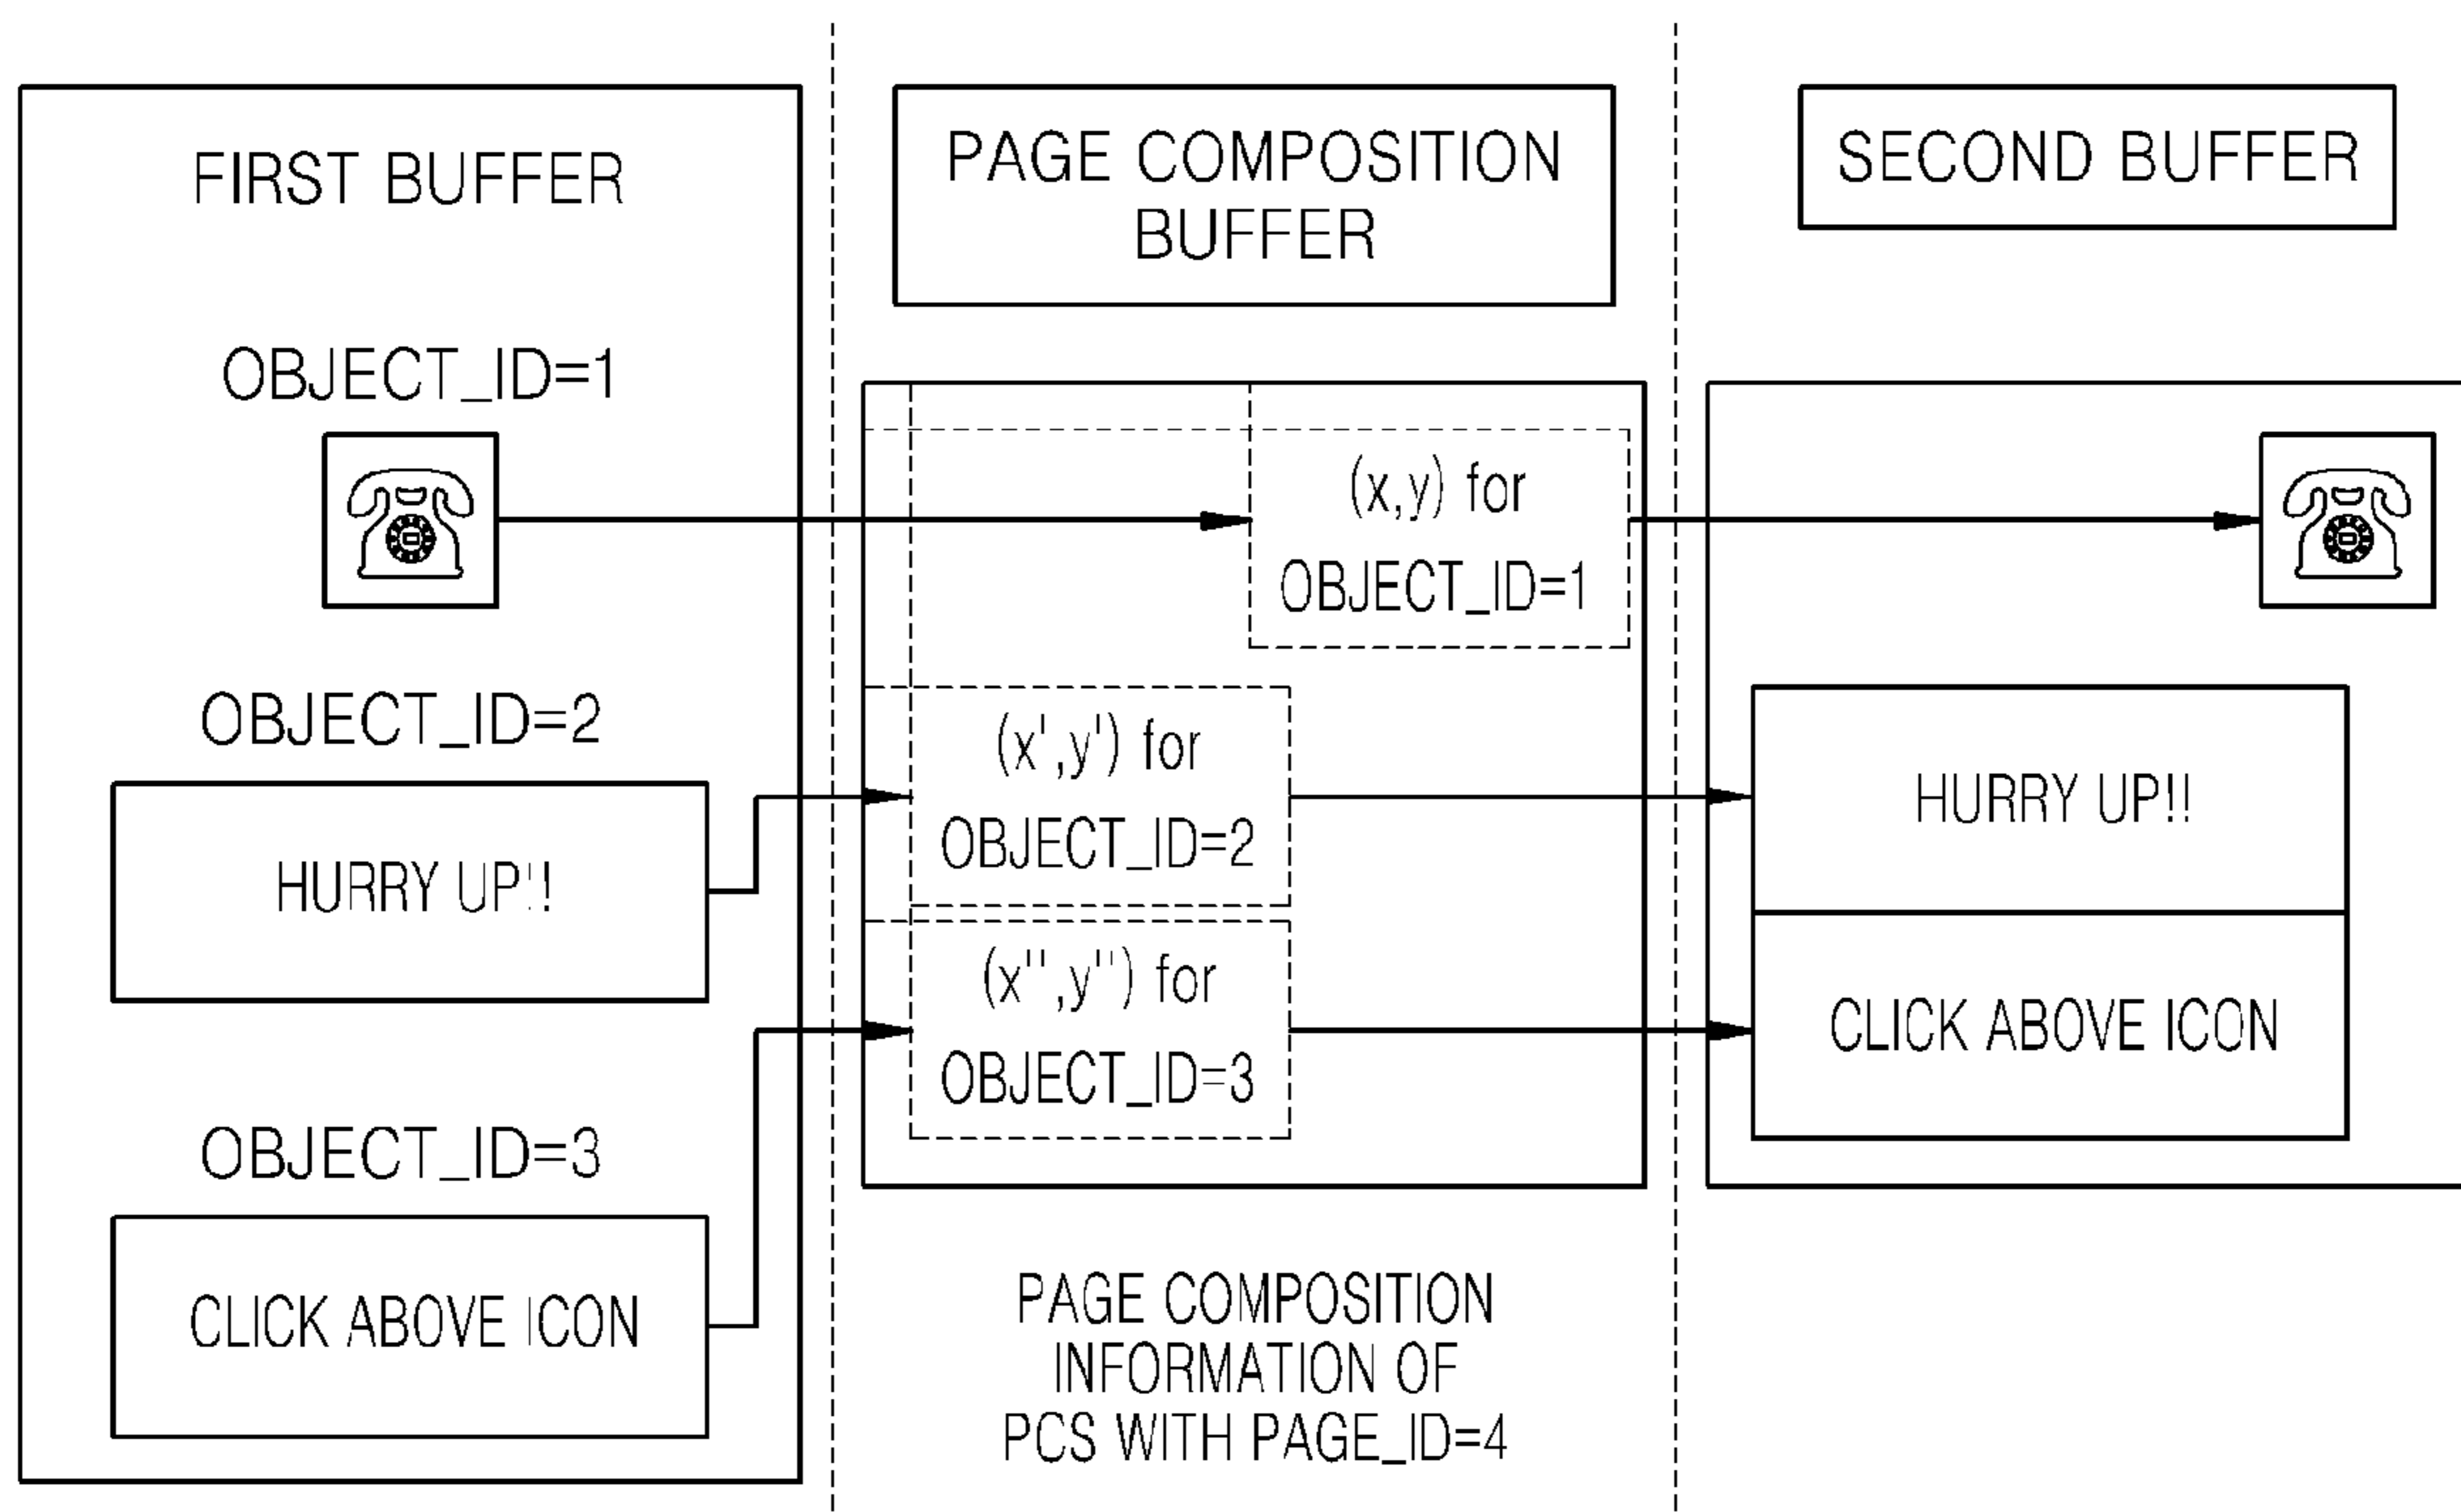 FIRST BUFFER
OBJECT_ID=1
OBJECT_ID=2
HURRY UP!!
OBJECT_ID=3
CLICK ABOVE ICON
PAGE COMPOSITION
BUFFER
(x,y) for
OBJECT_ID=1
(x',y') for
OBJECT_ID=2
(x'',y'') for
OBJECT_ID=3
PAGE COMPOSITION
INFORMATION OF
PCS WITH PAGE_ID=4
SECOND BUFFER
HURRY UP!!
CLICK ABOVE ICON